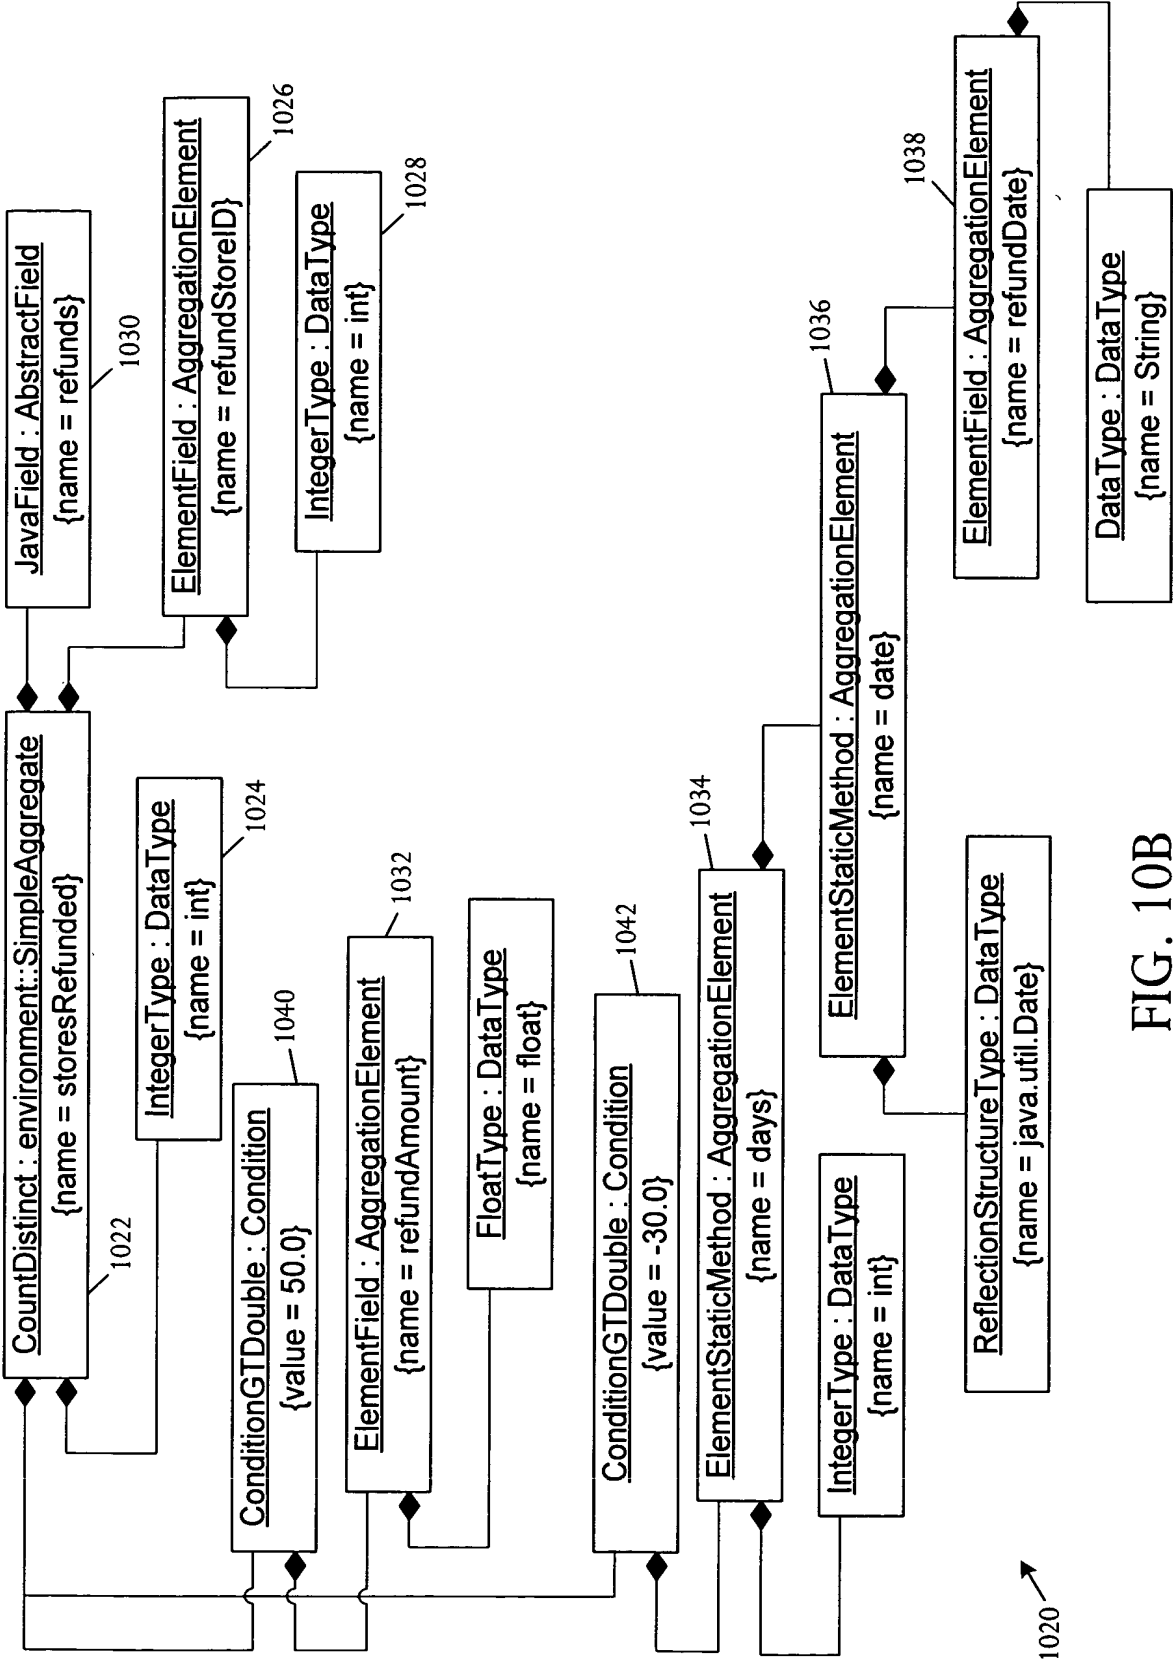 CountDistinct : environment::SimpleAggregate
{name = storesRefunded}
1022
JavaField : AbstractField
{name = refunds}
1030
IntegerType : DataType
{name = int}
1024
ElementField : AggregationElement
{name = refundStoreID}
1026
ConditionGTDouble : Condition
{value = 50.0}
1040
IntegerType : DataType
{name = int}
1028
ElementField : AggregationElement
{name = refundAmount}
1032
FloatType : DataType
{name = float}
ConditionGTDouble : Condition
{value = -30.0}
1042
ElementStaticMethod : AggregationElement
{name = days}
1034
IntegerType : DataType
{name = int}
ElementStaticMethod : AggregationElement
{name = date}
1036
ReflectionStructureType : DataType
{name = java.util.Date}
ElementField : AggregationElement
{name = refundDate}
1038
DataType : DataType
{name = String}
1020
FIG. 10B